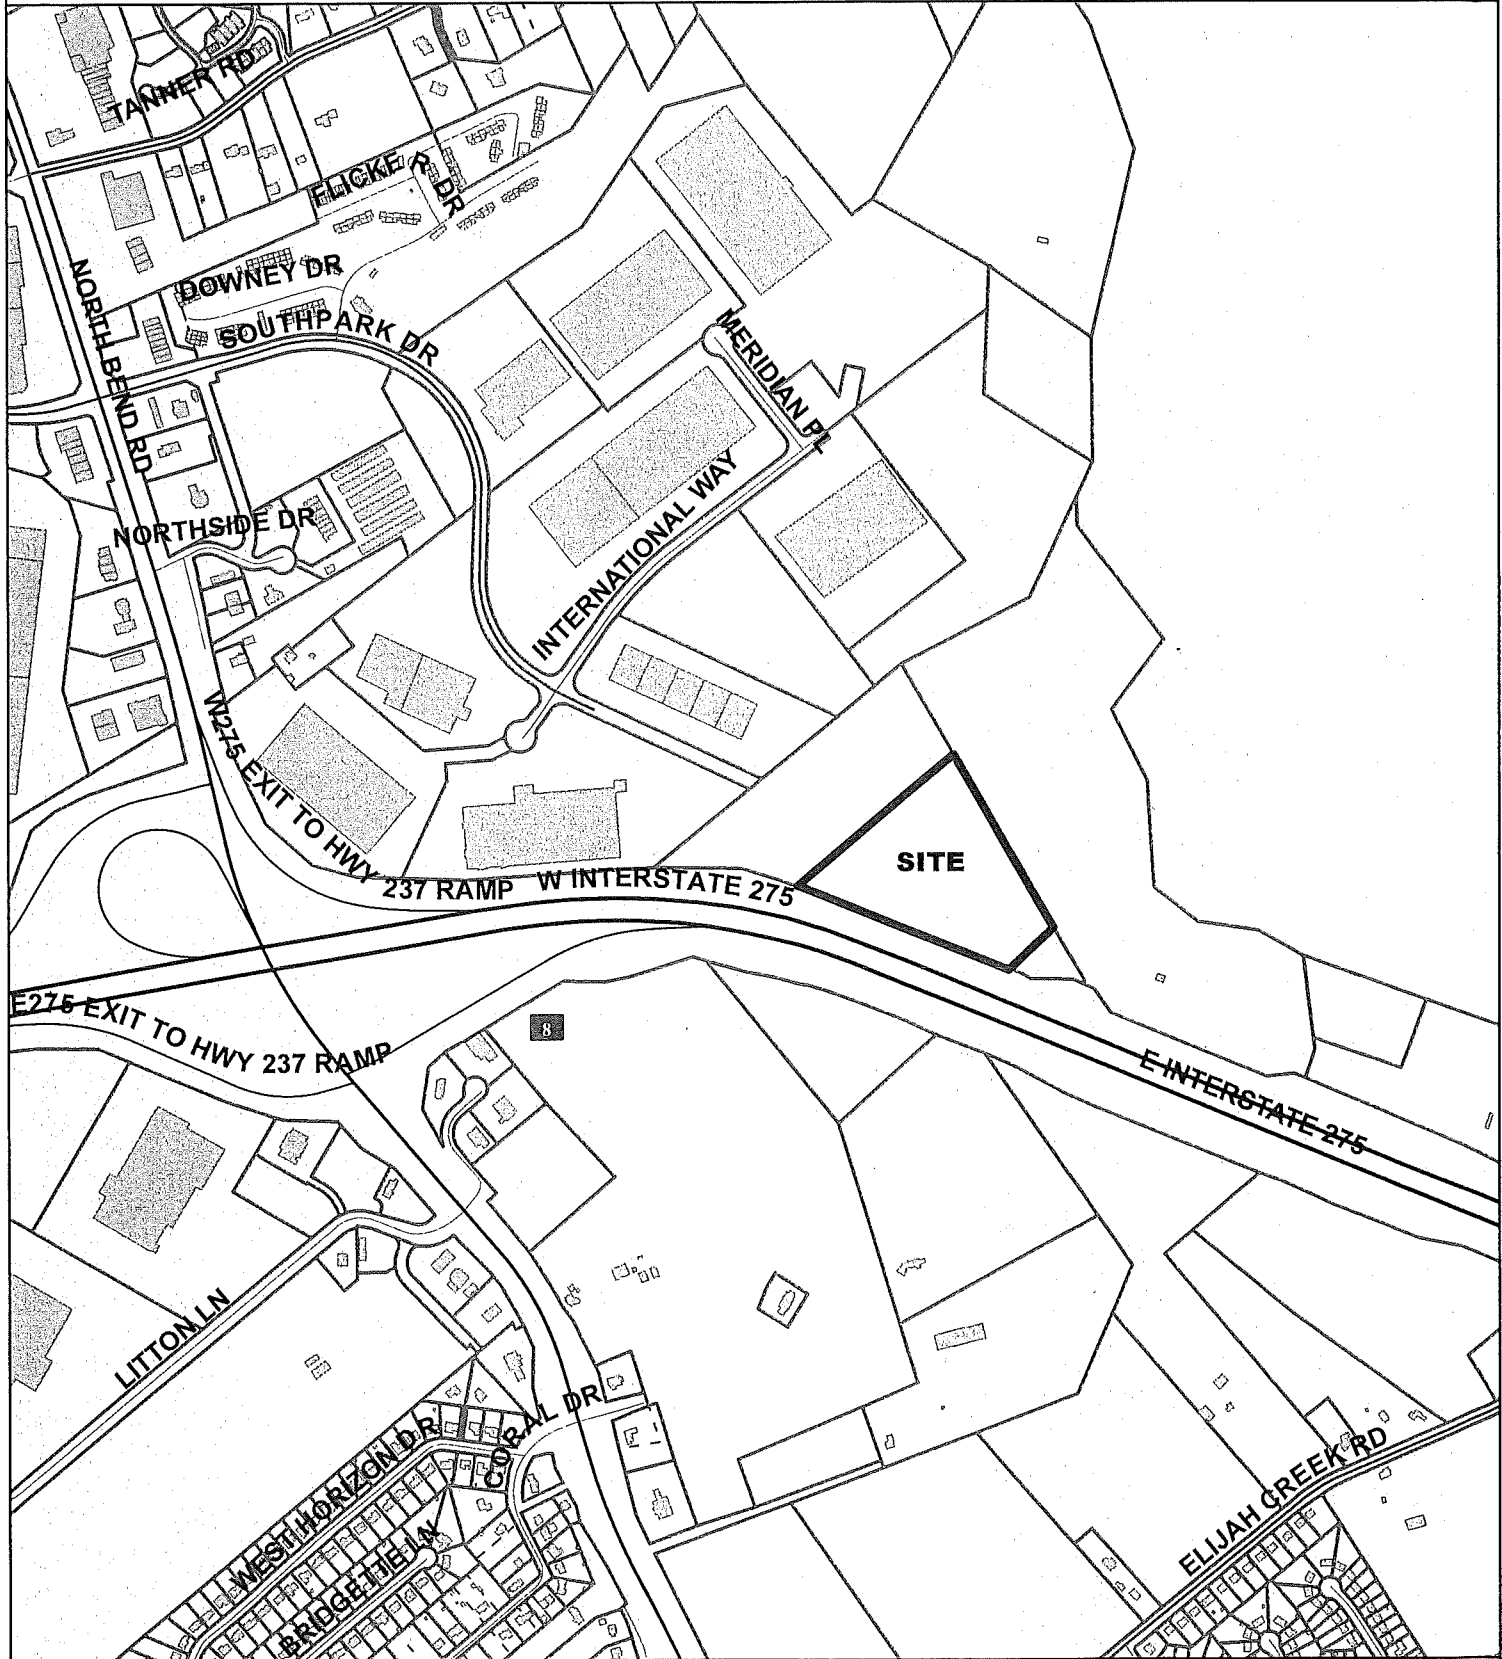 TANNER RD
FLICKE R DR
DOWNEY DR
SOUTHPARK DR
NORTH BEND RD
MERIDIAN PL
INTERNATIONAL WAY
NORTHSIDE DR
W275 EXIT TO HWY 237 RAMP
W INTERSTATE 275
SITE
E275 EXIT TO HWY 237 RAMP
8
E INTERSTATE 275
LITTON LN
CORAL DR
WEST HORIZON DR
BRIDGETTE LN
ELIJAH CREEK RD